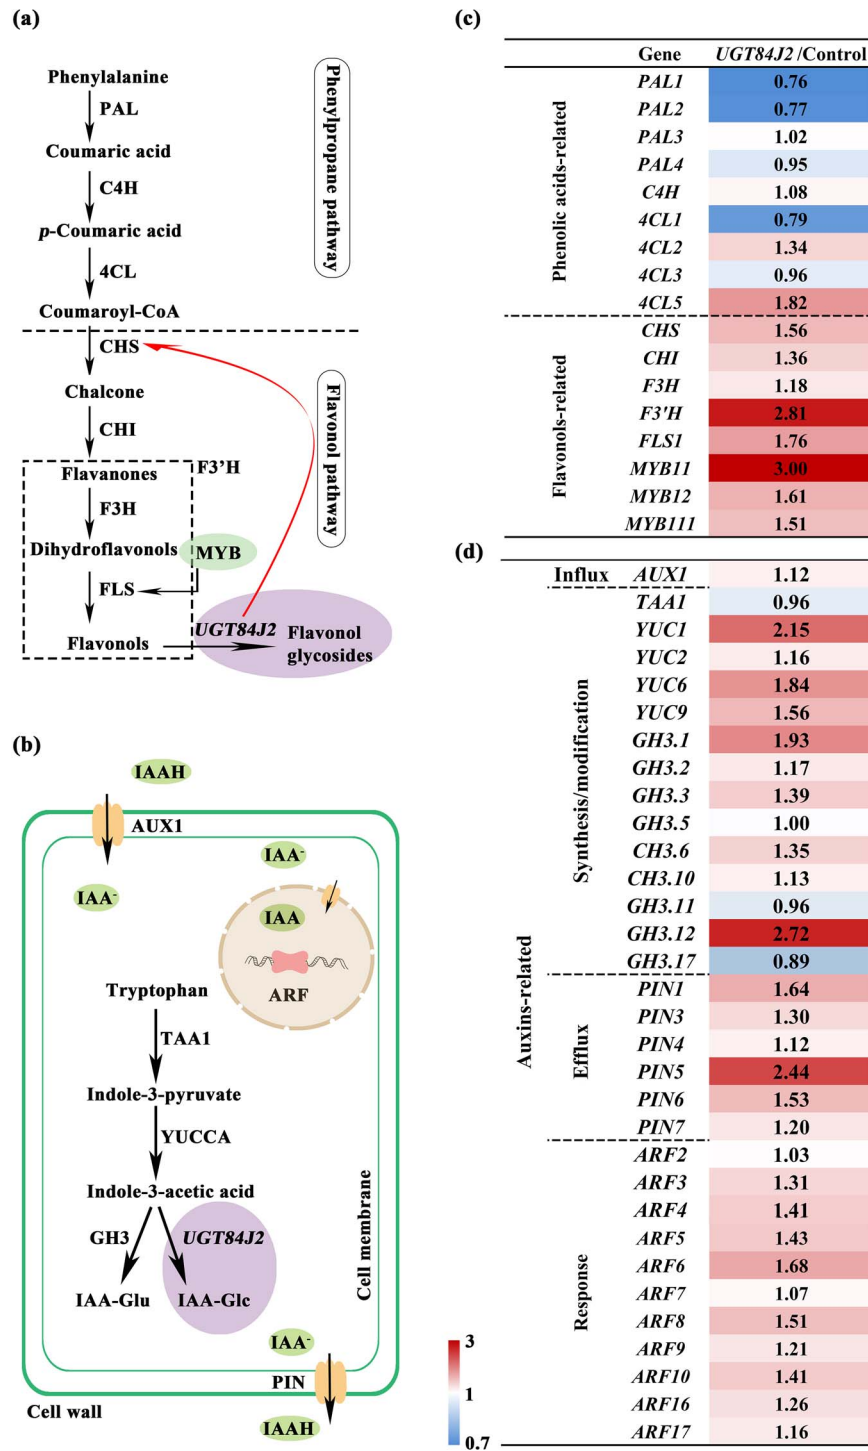 (a)
Phenylalanine
PAL
Coumaric acid
C4H
p-Coumaric acid
4CL
Coumaroyl-CoA
CHS
Chalcone
CHI
Flavanones
F3'H
F3H
Dihydroflavonols
MYB
FLS
Flavonols
UGT84J2
Flavonol
glycosides
Phenylpropane pathway
Flavonol pathway
(b)
IAAH
AUX1
IAA-
IAA-
IAA
ARF
Tryptophan
TAA1
Indole-3-pyruvate
YUCCA
Indole-3-acetic acid
GH3
UGT84J2
IAA-Glu
IAA-Glc
Cell membrane
IAA-
PIN
Cell wall
IAAH
(c)
Gene UGT84J2/Control
Phenolic acids-related
PAL1 0.76
PAL2 0.77
PAL3 1.02
PAL4 0.95
C4H 1.08
4CL1 0.79
4CL2 1.34
4CL3 0.96
4CL5 1.82
Flavonols-related
CHS 1.56
CHI 1.36
F3H 1.18
F3'H 2.81
FLS1 1.76
MYB11 3.00
MYB12 1.61
MYB111 1.51
(d)
Auxins-related
Influx AUX1 1.12
Synthesis/modification
TAA1 0.96
YUC1 2.15
YUC2 1.16
YUC6 1.84
YUC9 1.56
GH3.1 1.93
GH3.2 1.17
GH3.3 1.39
GH3.5 1.00
CH3.6 1.35
CH3.10 1.13
GH3.11 0.96
GH3.12 2.72
GH3.17 0.89
Efflux
PIN1 1.64
PIN3 1.30
PIN4 1.12
PIN5 2.44
PIN6 1.53
PIN7 1.20
Response
ARF2 1.03
ARF3 1.31
ARF4 1.41
ARF5 1.43
ARF6 1.68
ARF7 1.07
ARF8 1.51
ARF9 1.21
ARF10 1.41
ARF16 1.26
ARF17 1.16
3
1
0.7